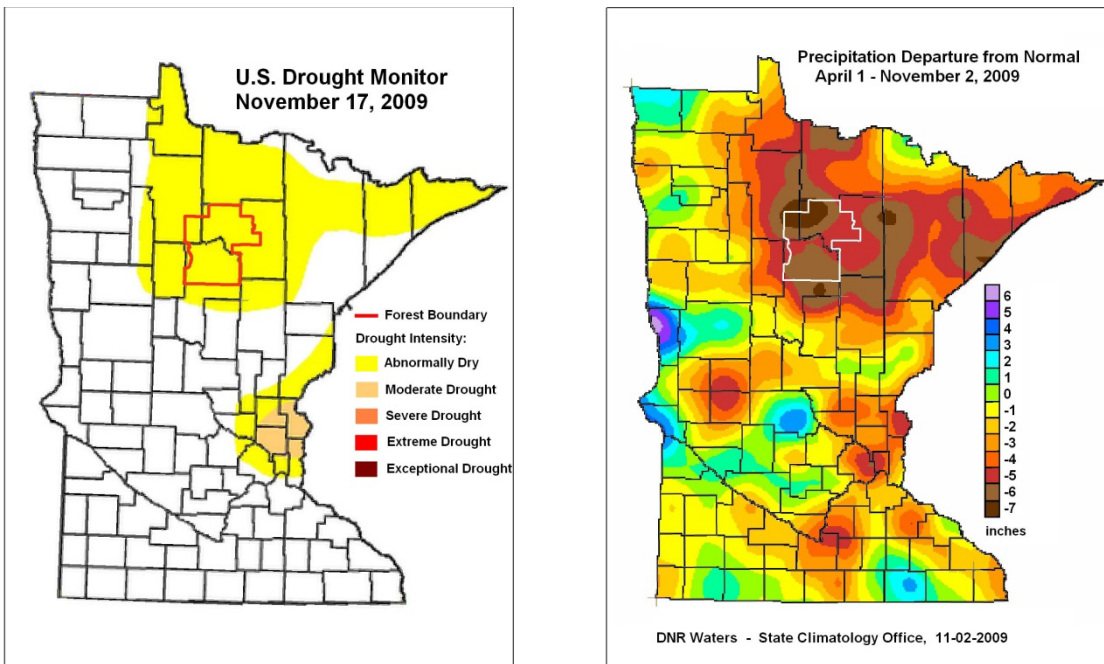 U.S. Drought Monitor
November 17, 2009
Forest Boundary
Drought Intensity:
Abnormally Dry
Moderate Drought
Severe Drought
Extreme Drought
Exceptional Drought
Precipitation Departure from Normal
April 1 - November 2, 2009
6
5
4
3
2
1
0
-1
-2
-3
-4
-5
-6
-7
inches
DNR Waters - State Climatology Office, 11-02-2009